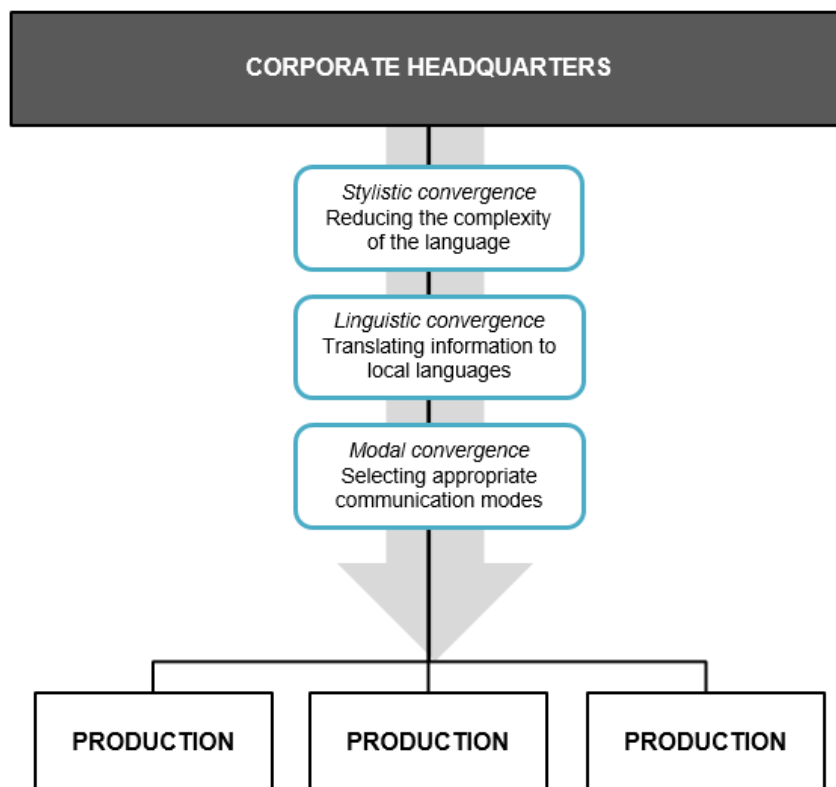 CORPORATE HEADQUARTERS
Stylistic convergence
Reducing the complexity
of the language
Linguistic convergence
Translating information to
local languages
Modal convergence
Selecting appropriate
communication modes
PRODUCTION
PRODUCTION
PRODUCTION